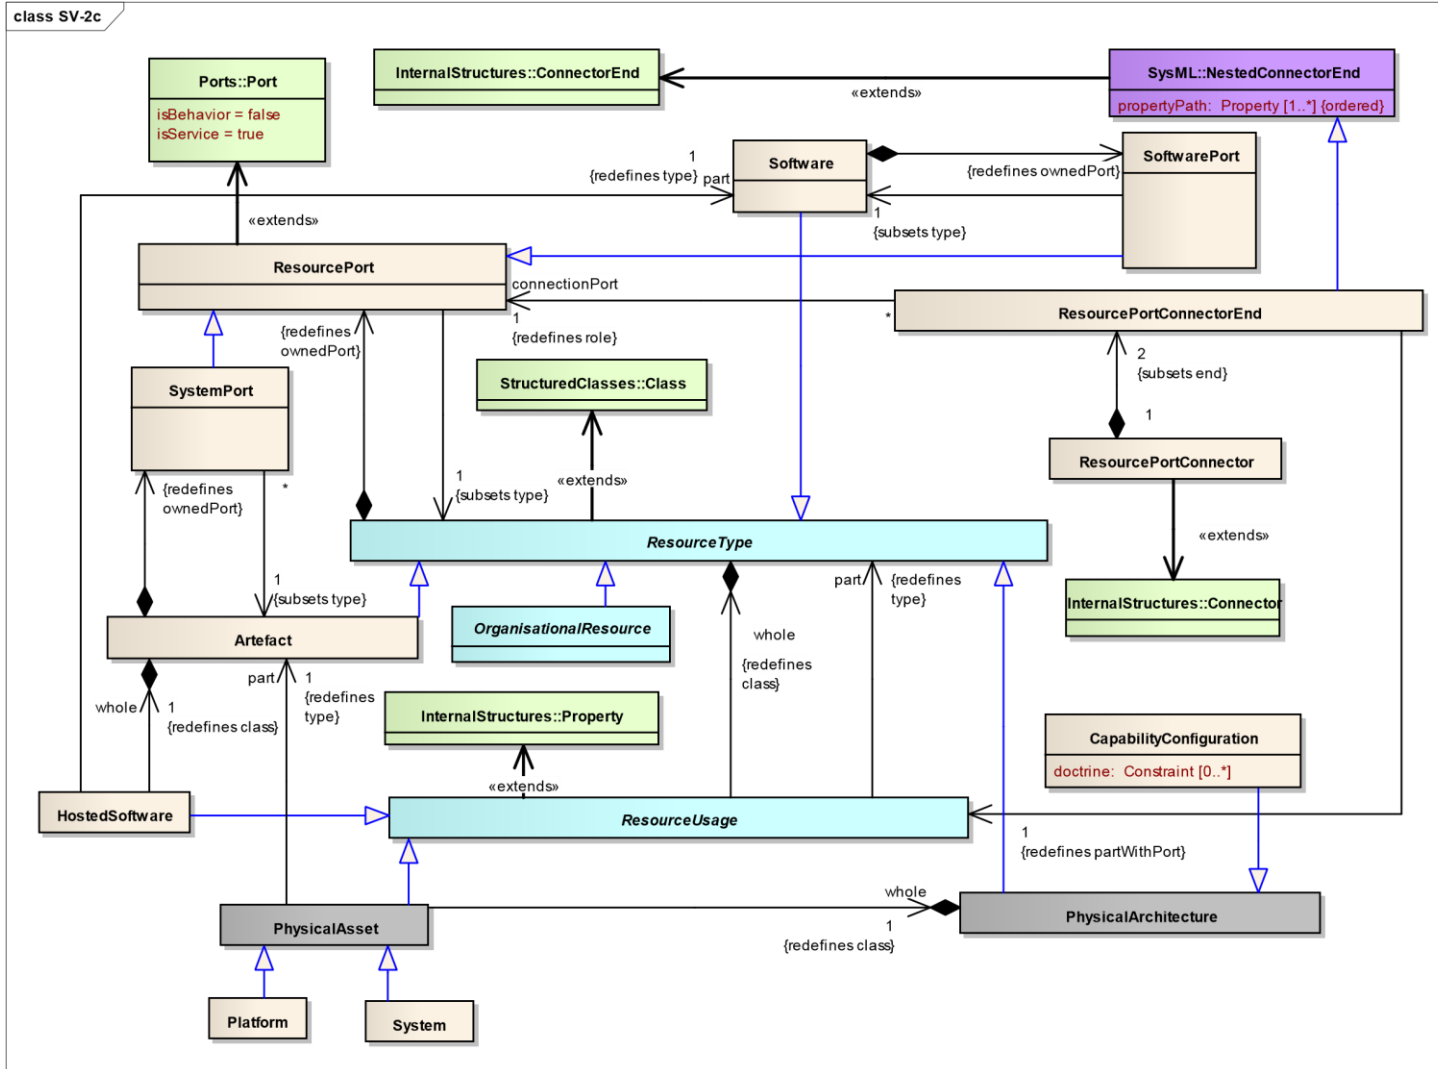 class SV-2c
Ports::Port
isBehavior = false
isService = true
InternalStructures::ConnectorEnd
«extends»
SysML::NestedConnectorEnd
propertyPath:  Property [1..*] {ordered}
1
{redefines type}
part
Software
{redefines ownedPort}
SoftwarePort
1
{subsets type}
«extends»
ResourcePort
connectionPort
1
{redefines role}
*
ResourcePortConnectorEnd
{redefines
ownedPort}
2
{subsets end}
1
SystemPort
StructuredClasses::Class
ResourcePortConnector
{redefines
ownedPort}
*
1
{subsets type}
«extends»
«extends»
ResourceType
1
{subsets type}
part
{redefines
type}
InternalStructures::Connector
Artefact
OrganisationalResource
whole
{redefines
class}
whole
1
{redefines class}
part
1
{redefines
type}
InternalStructures::Property
CapabilityConfiguration
doctrine:  Constraint [0..*]
«extends»
HostedSoftware
ResourceUsage
1
{redefines partWithPort}
whole
1
{redefines class}
PhysicalAsset
PhysicalArchitecture
Platform
System